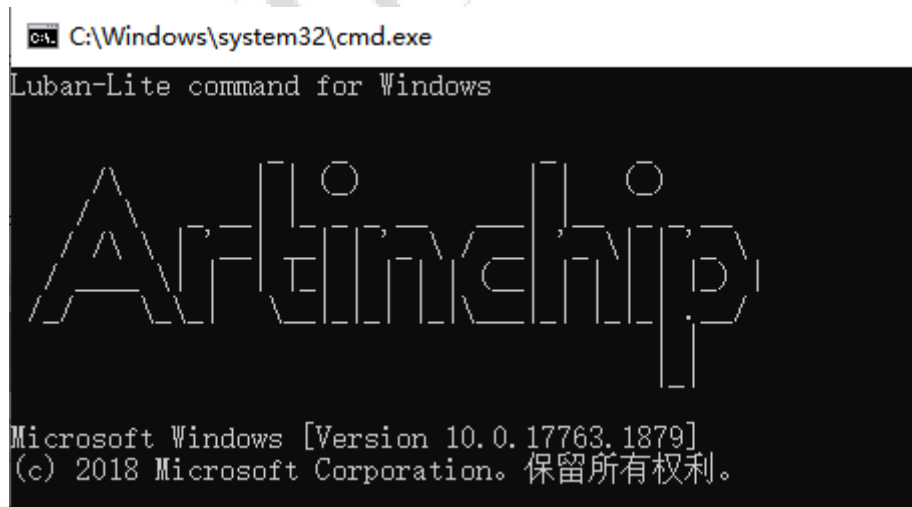 C:\Windows\system32\cmd.exe
Luban-Lite command for Windows
Artinchip
Microsoft Windows [Version 10.0.17763.1879]
(c) 2018 Microsoft Corporation。保留所有权利。